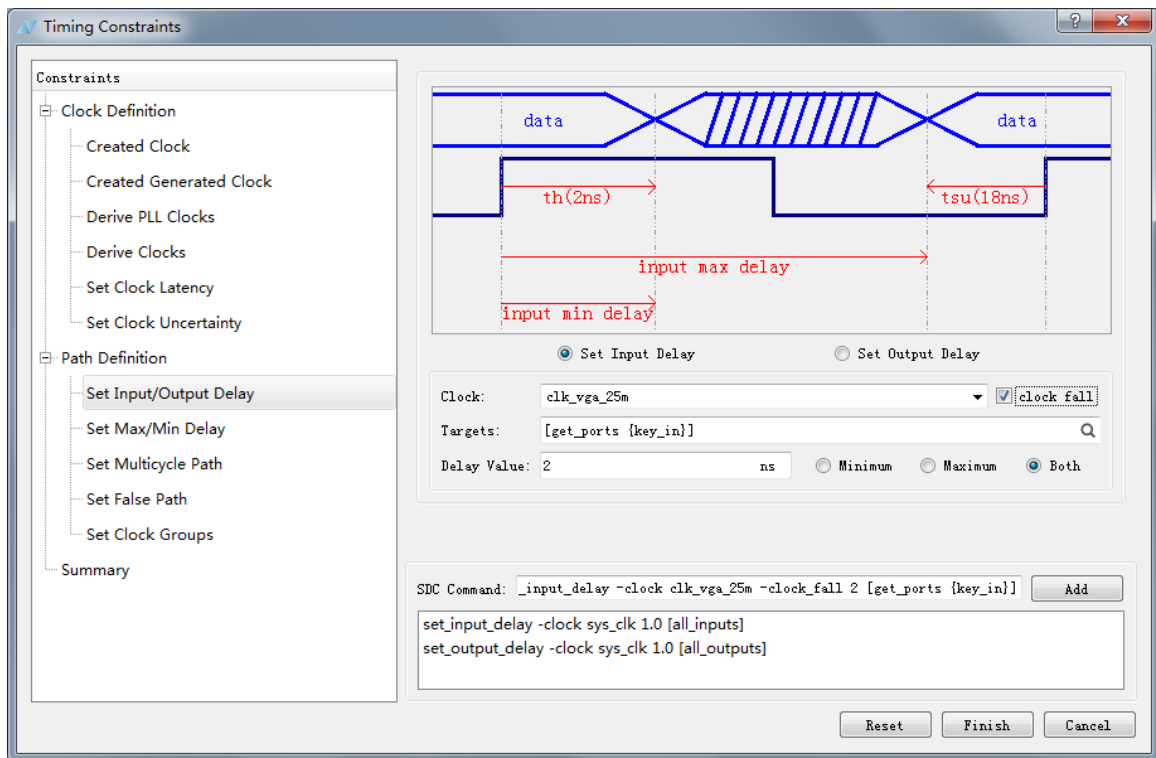 Timing Constraints
Constraints
Clock Definition
Created Clock
Created Generated Clock
Derive PLL Clocks
Derive Clocks
Set Clock Latency
Set Clock Uncertainty
Path Definition
Set Input/Output Delay
Set Max/Min Delay
Set Multicycle Path
Set False Path
Set Clock Groups
Summary
data data
th(2ns) tsu(18ns)
input max delay
input min delay
Set Input Delay Set Output Delay
Clock: clk_vga_25m clock fall
Targets: [get_ports {key_in}]
Delay Value: 2 ns Minimum Maximum Both
SDC Command: _input_delay -clock clk_vga_25m -clock_fall 2 [get_ports {key_in}] Add
set_input_delay -clock sys_clk 1.0 [all_inputs]
set_output_delay -clock sys_clk 1.0 [all_outputs]
Reset Finish Cancel